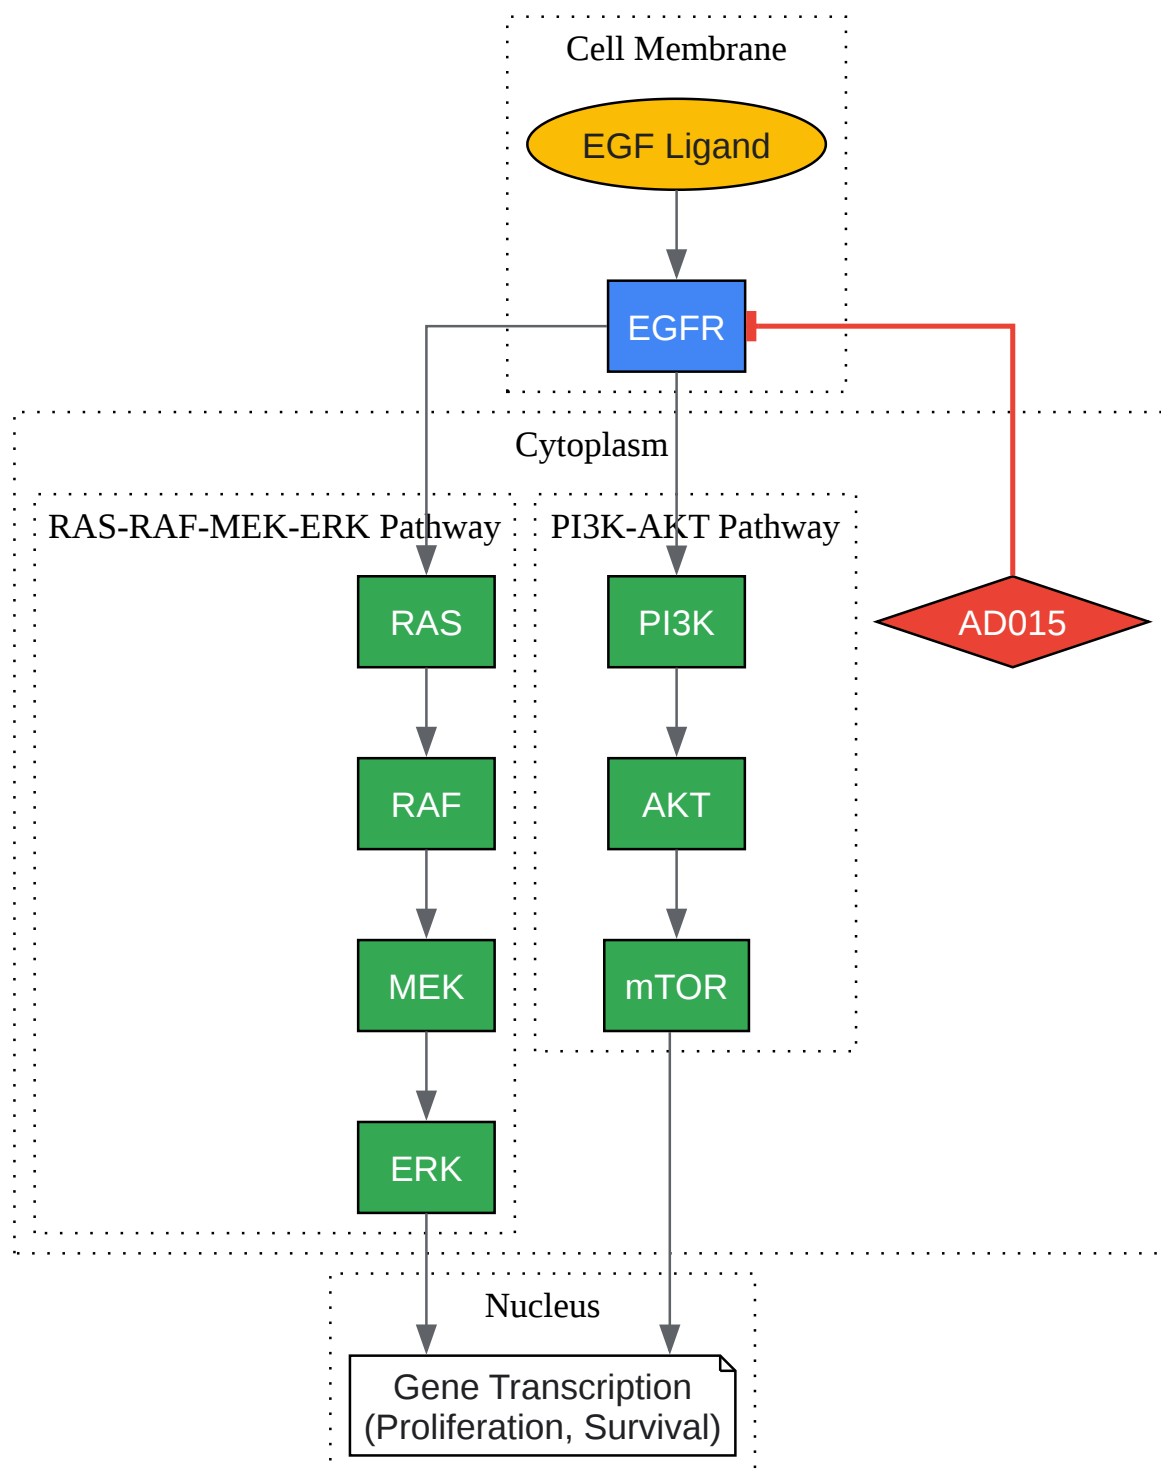 Cell Membrane
EGF Ligand
EGFR
Cytoplasm
RAS-RAF-MEK-ERK Pathway
PI3K-AKT Pathway
RAS
PI3K
AD015
RAF
AKT
MEK
mTOR
ERK
Nucleus
Gene Transcription
(Proliferation, Survival)